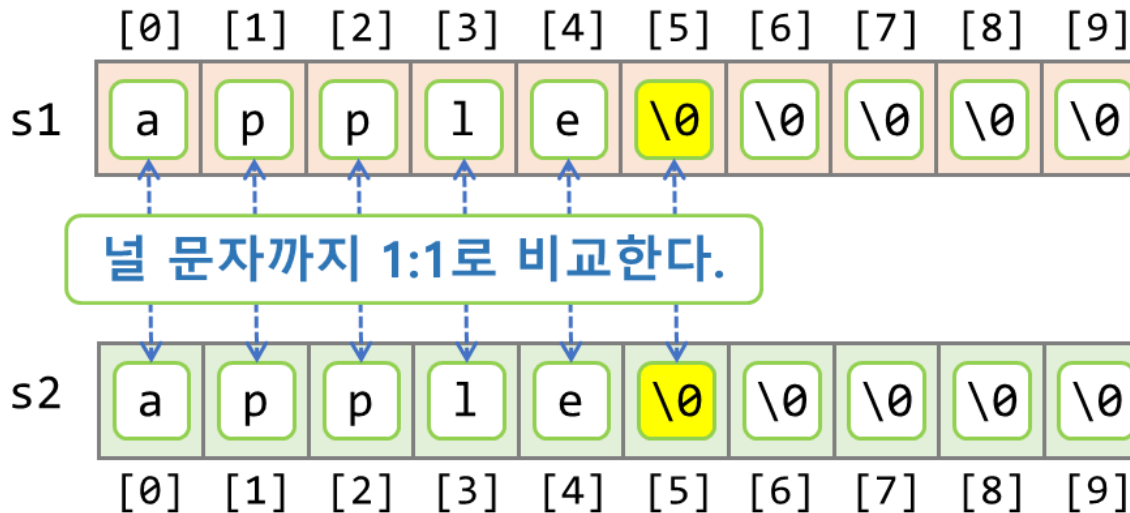 [0] [1] [2] [3] [4] [5] [6] [7] [8] [9]
s1 a p p l e \0 \0 \0 \0 \0
널 문자까지 1:1로 비교한다.
s2 a p p l e \0 \0 \0 \0 \0
[0] [1] [2] [3] [4] [5] [6] [7] [8] [9]